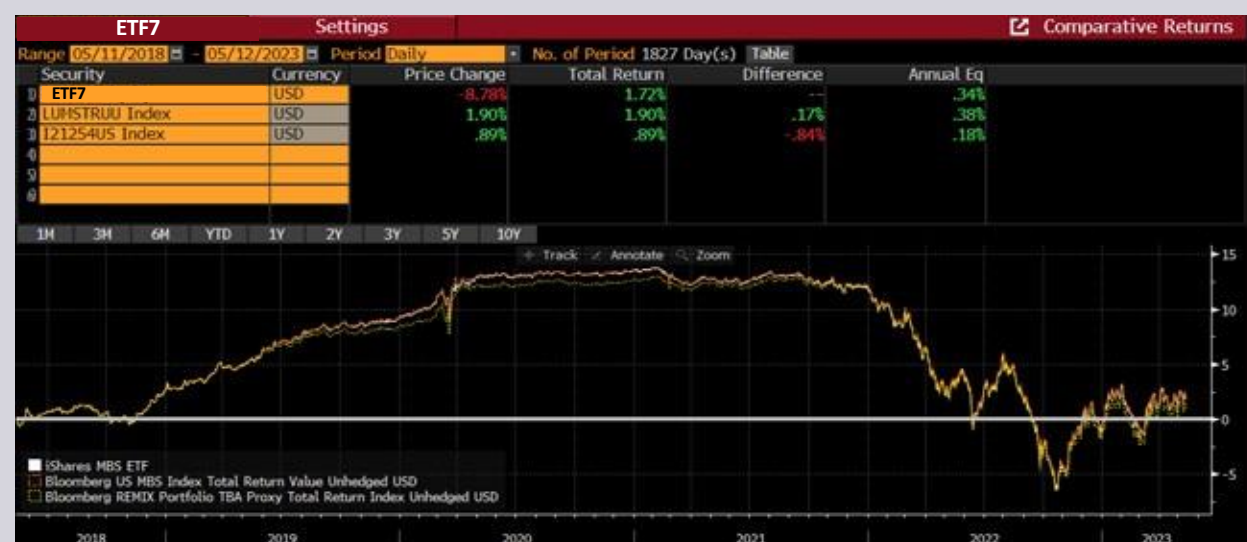 ETF7 Settings Comparative Returns
Range 05/11/2018 - 05/12/2023 Period Daily No. of Period 1827 Day(s) Table
Security Currency Price Change Total Return Difference Annual Eq
1) ETF7 USD -8.78% 1.72% -- .34%
2) LUMSTRUU Index USD 1.90% 1.90% .17% .38%
3) I21254US Index USD .89% .89% -.84% .18%
4)
5)
6)
1M 3M 6M YTD 1Y 2Y 3Y 5Y 10Y
Track Annotate Zoom
15
10
5
0
-5
iShares MBS ETF
Bloomberg US MBS Index Total Return Value Unhedged USD
Bloomberg REMIX Portfolio TBA Proxy Total Return Index Unhedged USD
2018 2019 2020 2021 2022 2023